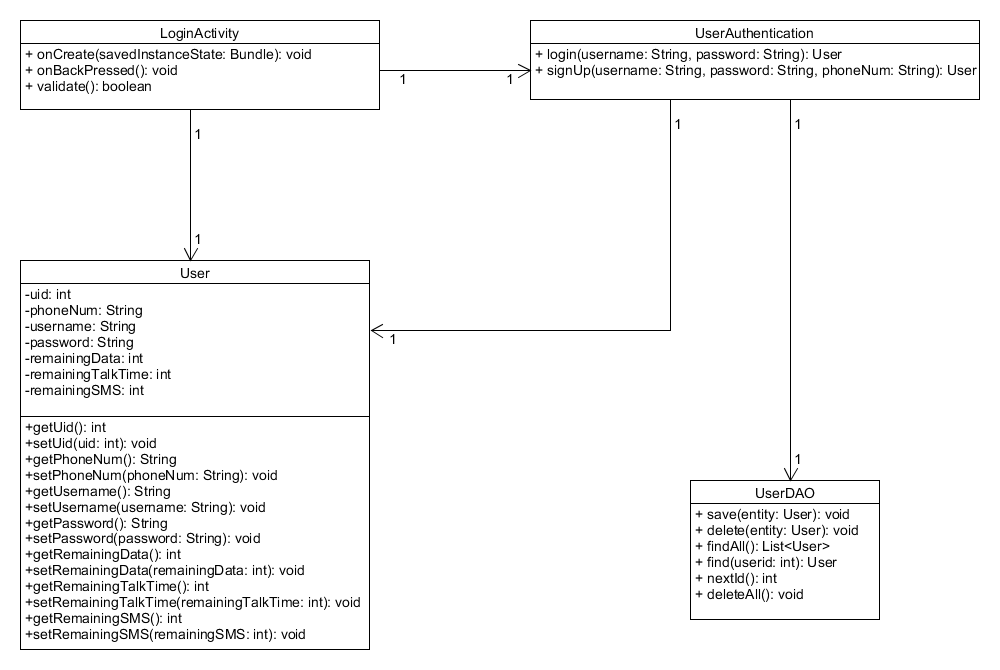 LoginActivity
+ onCreate(savedInstanceState: Bundle): void
+ onBackPressed(): void
+ validate(): boolean
1
1
UserAuthentication
+ login(username: String, password: String): User
+ signUp(username: String, password: String, phoneNum: String): User
1
1
1
1
1
User
-uid: int
-phoneNum: String
-username: String
-password: String
-remainingData: int
-remainingTalkTime: int
-remainingSMS: int
+getUid(): int
+setUid(uid: int): void
+getPhoneNum(): String
+setPhoneNum(phoneNum: String): void
+getUsername(): String
+setUsername(username: String): void
+getPassword(): String
+setPassword(password: String): void
+getRemainingData(): int
+setRemainingData(remainingData: int): void
+getRemainingTalkTime(): int
+setRemainingTalkTime(remainingTalkTime: int): void
+getRemainingSMS(): int
+setRemainingSMS(remainingSMS: int): void
1
UserDAO
+ save(entity: User): void
+ delete(entity: User): void
+ findAll(): List<User>
+ find(userid: int): User
+ nextId(): int
+ deleteAll(): void